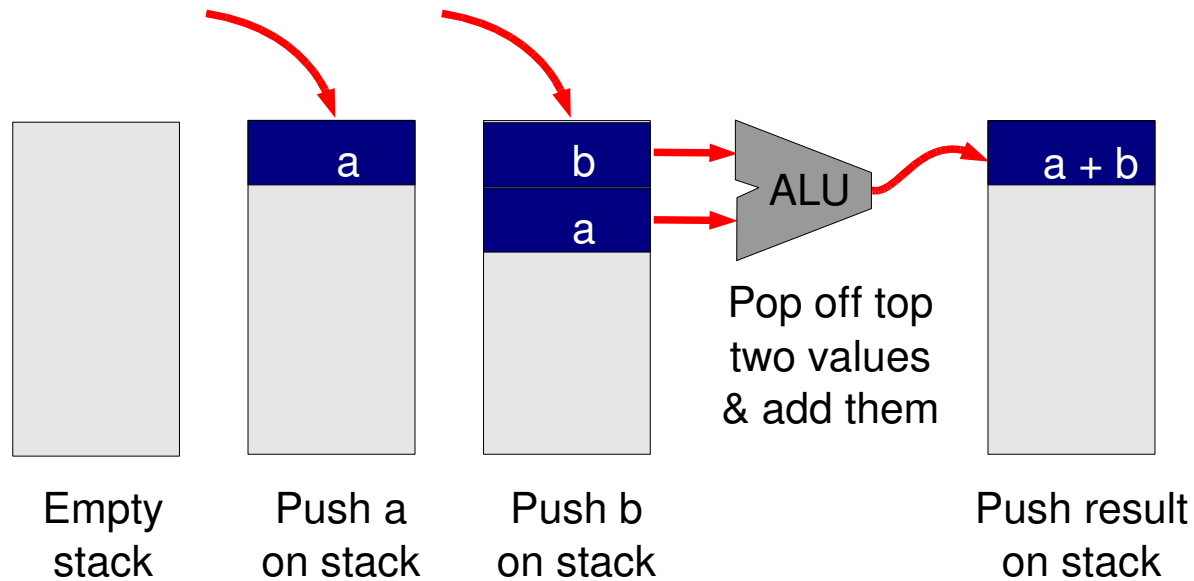 a
b
a
ALU
a + b
Pop off top
two values
& add them
Empty
stack
Push a
on stack
Push b
on stack
Push result
on stack